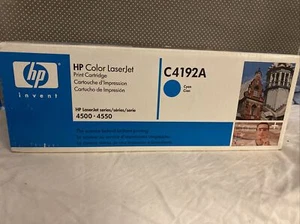 hp
invent
HP Color LaserJet
Print Cartridge
Cartouche d'impression
Cartucho de Impresión
C4192A
Cyan
HP LaserJet series/séries/serie
4500 • 4550